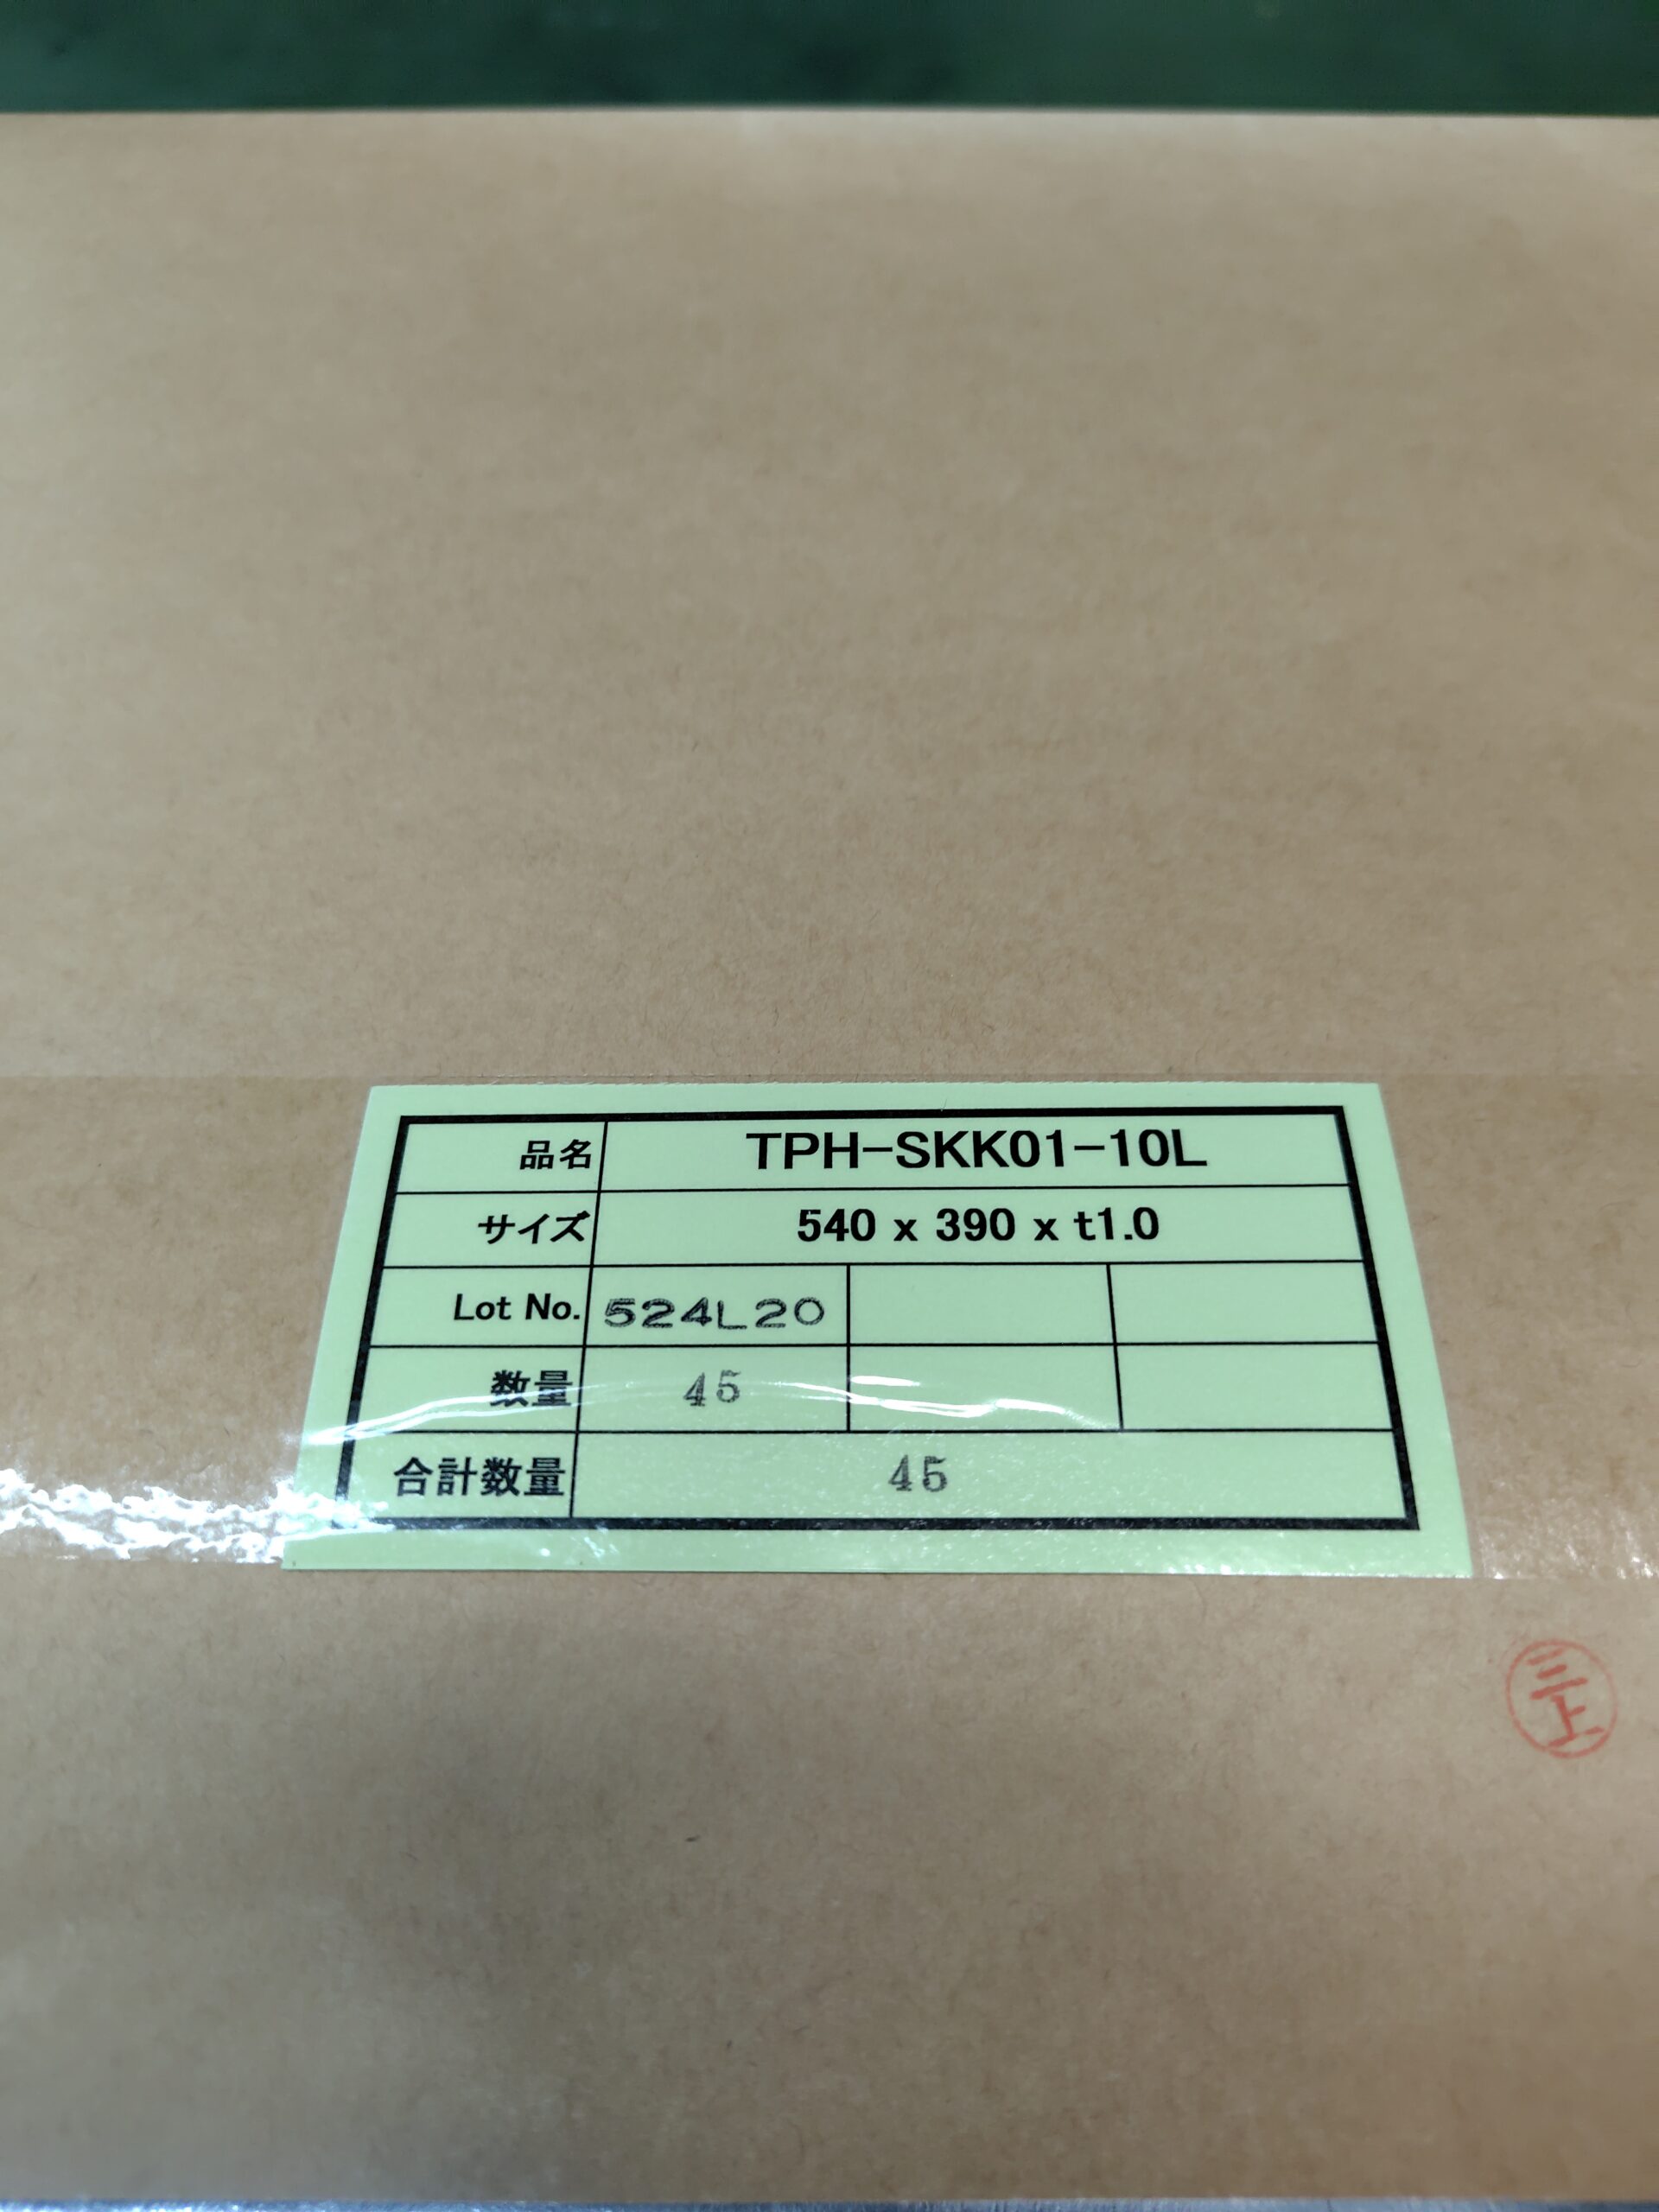 品名 TPH-SKK01-10L
サイズ 540 x 390 x t1.0
Lot No. 524L20
数量 45
合計数量 45
三上